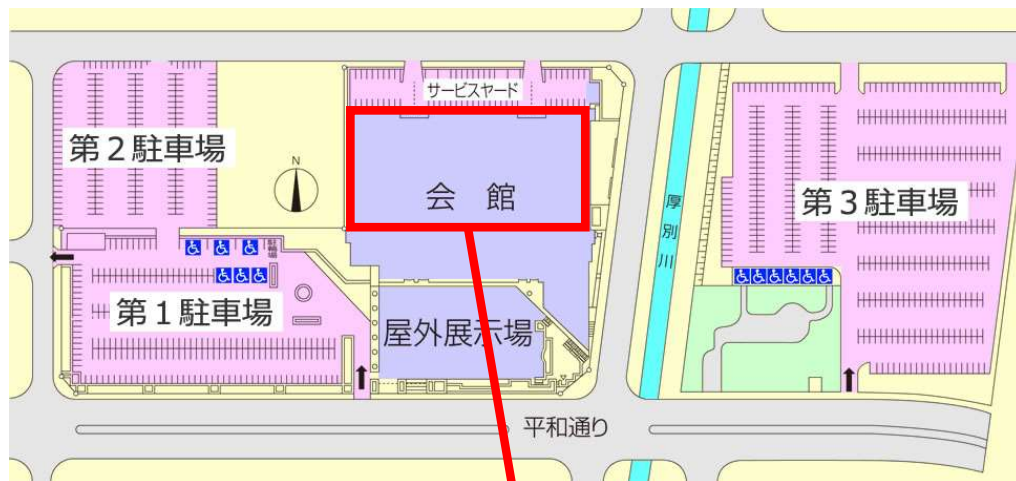 サービスヤード
第２駐車場
N
会 館
厚別川
第３駐車場
駐輪場
第１駐車場
屋外展示場
平和通り